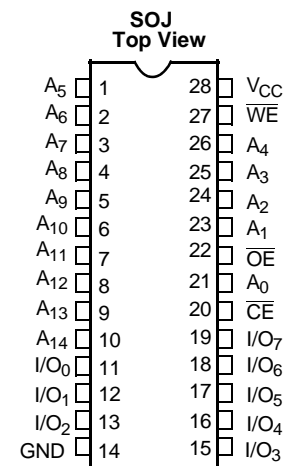 SOJ
Top View
A5 1 28 VCC
A6 2 27 WE
A7 3 26 A4
A8 4 25 A3
A9 5 24 A2
A10 6 23 A1
A11 7 22 OE
A12 8 21 A0
A13 9 20 CE
A14 10 19 I/O7
I/O0 11 18 I/O6
I/O1 12 17 I/O5
I/O2 13 16 I/O4
GND 14 15 I/O3